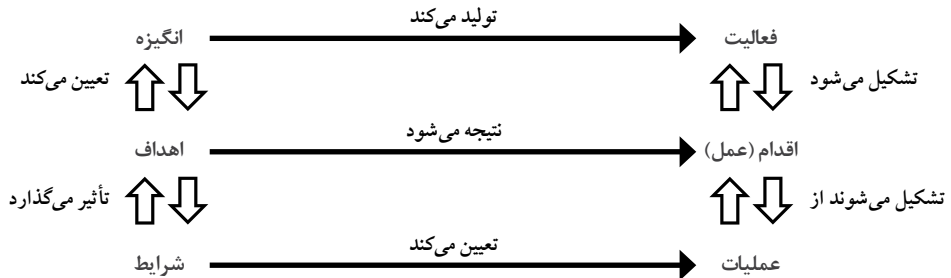 تولید می‌کند
فعالیت
انگیزه
تشکیل می‌شود
تعیین می‌کند
نتیجه می‌شود
اقدام (عمل)
اهداف
تشکیل می‌شوند از
تأثیر می‌گذارد
تعیین می‌کند
عملیات
شرایط